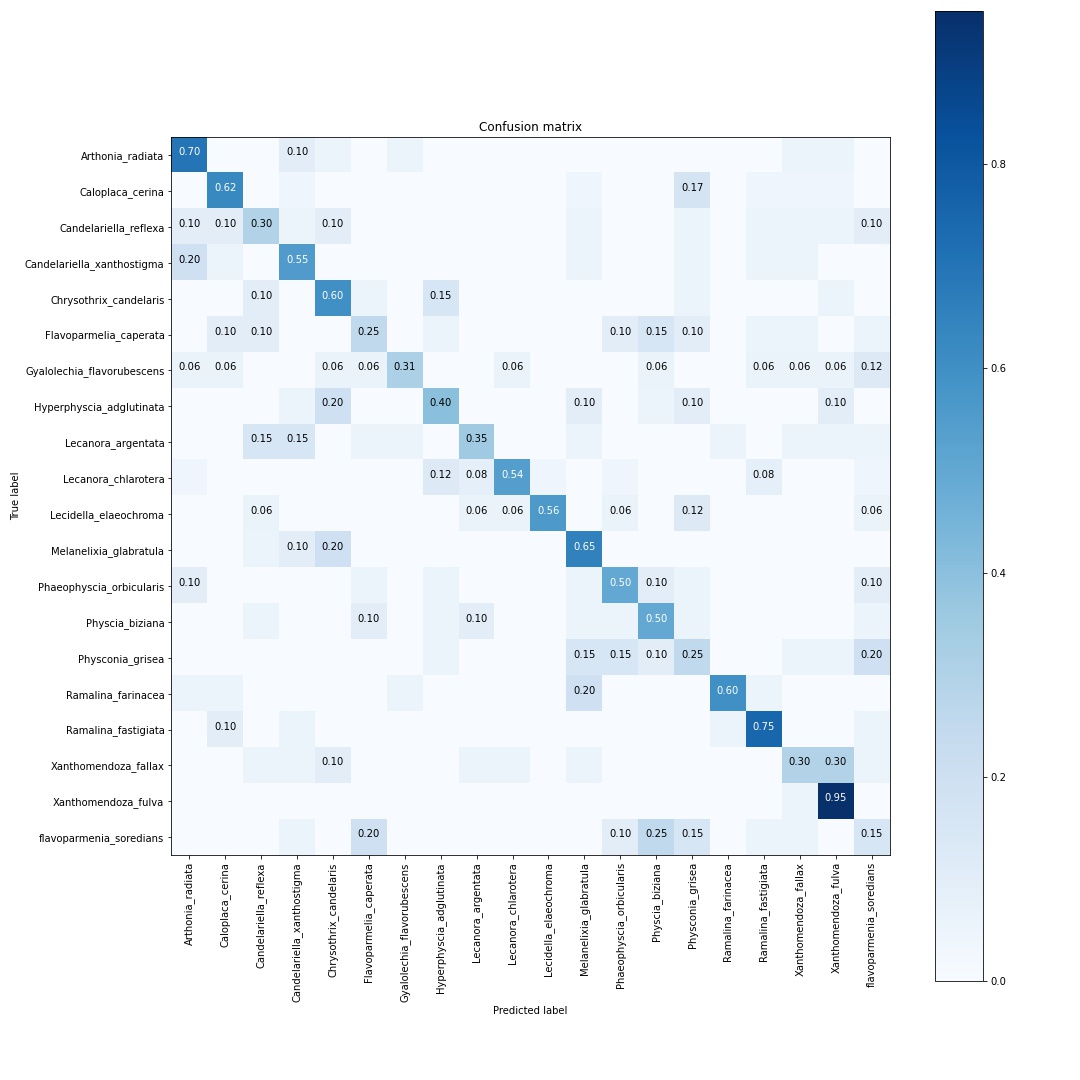 Confusion matrix
Arthonia_radiata 0.70 0.10
Caloplaca_cerina 0.62 0.17
Candelariella_reflexa 0.10 0.10 0.30 0.10 0.10
Candelariella_xanthostigma 0.20 0.55
Chrysothrix_candelaris 0.10 0.60 0.15
Flavoparmelia_caperata 0.10 0.10 0.25 0.10 0.15 0.10
Gyalolechia_flavorubescens 0.06 0.06 0.06 0.06 0.31 0.06 0.06 0.06 0.06 0.06 0.12
Hyperphyscia_adglutinata 0.20 0.40 0.10 0.10 0.10
Lecanora_argentata 0.15 0.15 0.35
Lecanora_chlarotera 0.12 0.08 0.54 0.08
Lecidella_elaeochroma 0.06 0.06 0.06 0.56 0.06 0.12 0.06
Melanelixia_glabratula 0.10 0.20 0.65
Phaeophyscia_orbicularis 0.10 0.50 0.10 0.10
Physcia_biziana 0.10 0.10 0.50
Physconia_grisea 0.15 0.15 0.10 0.25 0.20
Ramalina_farinacea 0.20 0.60
Ramalina_fastigiata 0.10 0.75
Xanthomendoza_fallax 0.10 0.30 0.30
Xanthomendoza_fulva 0.95
flavoparmenia_soredians 0.20 0.10 0.25 0.15 0.15
True label
Arthonia_radiata
Caloplaca_cerina
Candelariella_reflexa
Candelariella_xanthostigma
Chrysothrix_candelaris
Flavoparmelia_caperata
Gyalolechia_flavorubescens
Hyperphyscia_adglutinata
Lecanora_argentata
Lecanora_chlarotera
Lecidella_elaeochroma
Melanelixia_glabratula
Phaeophyscia_orbicularis
Physcia_biziana
Physconia_grisea
Ramalina_farinacea
Ramalina_fastigiata
Xanthomendoza_fallax
Xanthomendoza_fulva
flavoparmenia_soredians
Predicted label
0.8
0.6
0.4
0.2
0.0